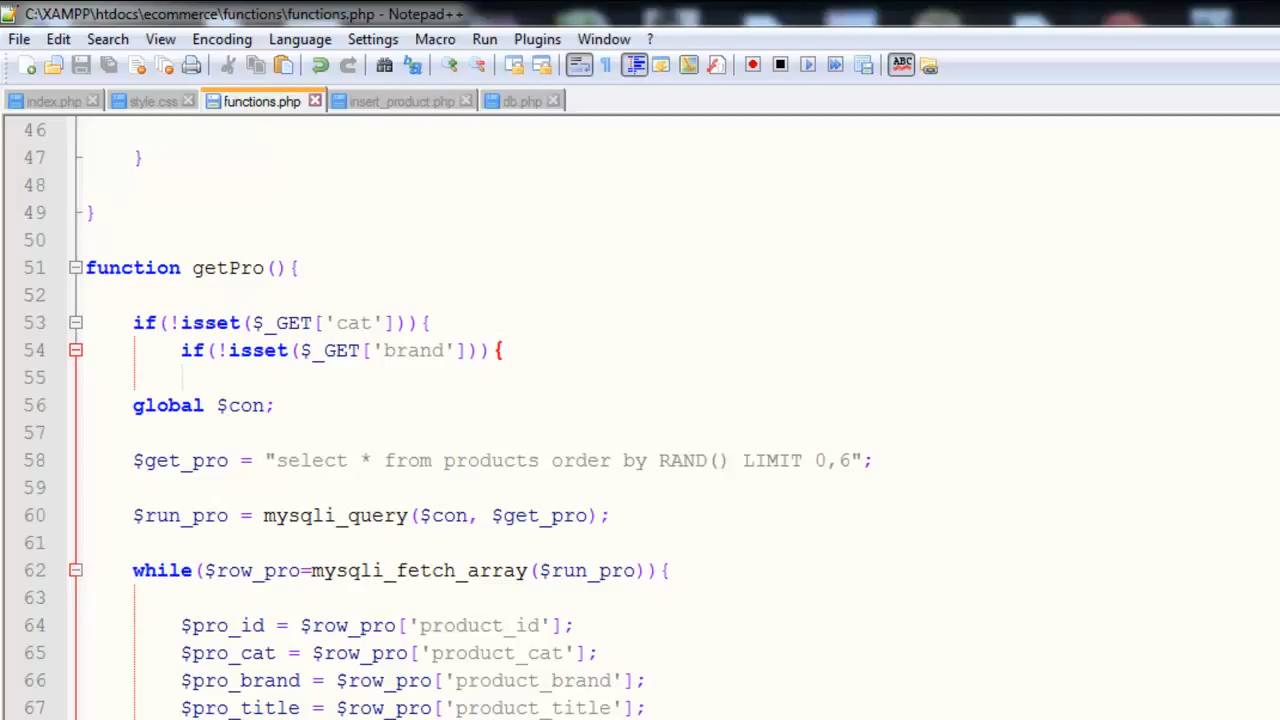 C:\XAMPP\htdocs\ecommerce\functions\functions.php - Notepad++
File Edit Search View Encoding Language Settings Macro Run Plugins Window ?
ABC
index.php style.css functions.php insert_product.php db.php
46
47 }
48
49 }
50
51 function getPro(){
52
53 if(!isset($_GET['cat'])){
54 if(!isset($_GET['brand'])){
55
56 global $con;
57
58 $get_pro = "select * from products order by RAND() LIMIT 0,6";
59
60 $run_pro = mysqli_query($con, $get_pro);
61
62 while($row_pro=mysqli_fetch_array($run_pro)){
63
64 $pro_id = $row_pro['product_id'];
65 $pro_cat = $row_pro['product_cat'];
66 $pro_brand = $row_pro['product_brand'];
67 $pro_title = $row_pro['product_title'];